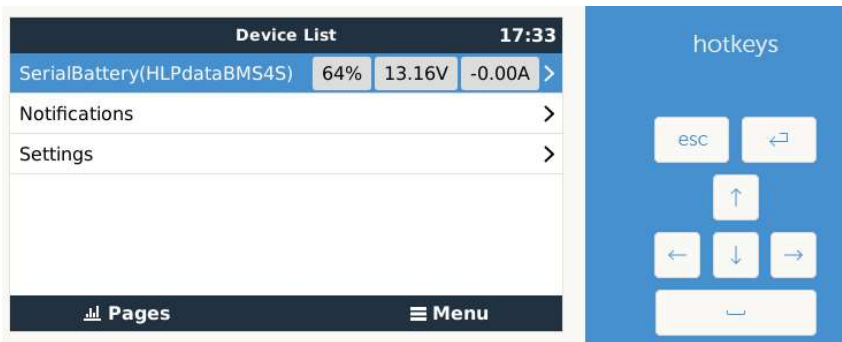 Device List 17:33
SerialBattery(HLPdataBMS4S) 64% 13.16V -0.00A >
Notifications >
Settings >
Pages Menu
hotkeys
esc ⏎
↑
← ↓ →
⎵